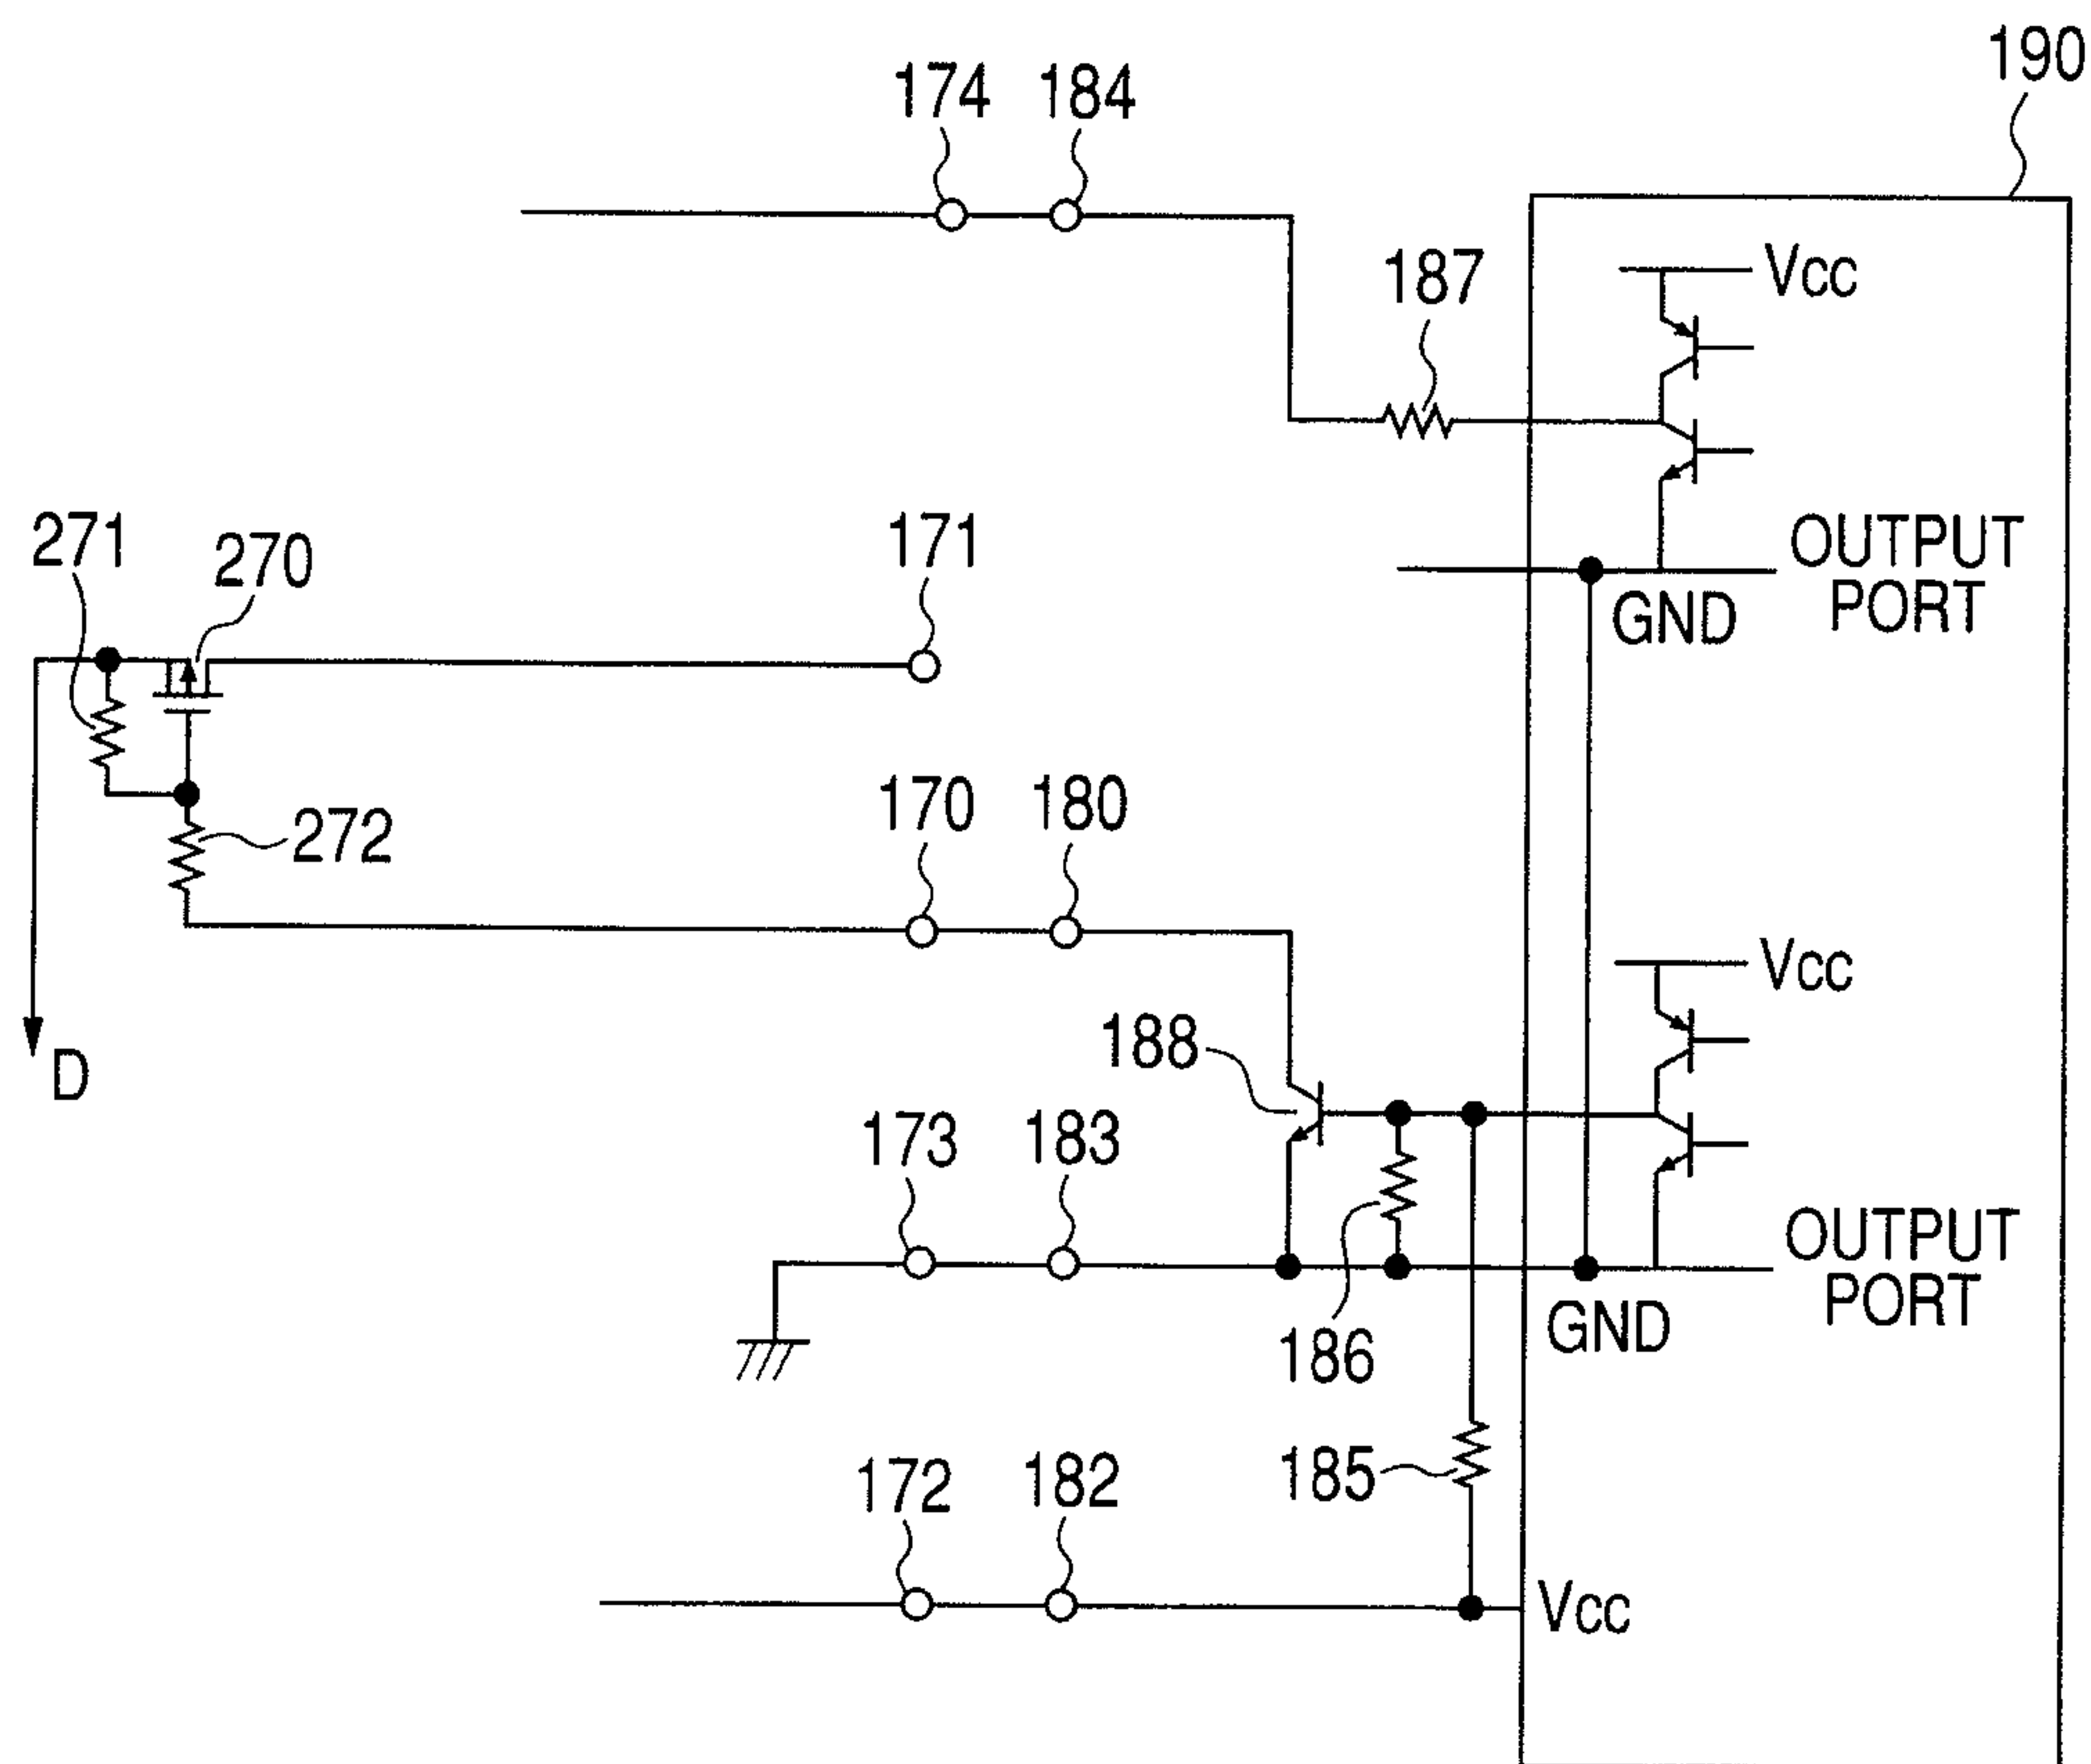 190
174 184
187
Vcc
271
270
171
OUTPUT
PORT
GND
272
170 180
Vcc
D
188
173
183
OUTPUT
PORT
GND
186
185
172
182
Vcc